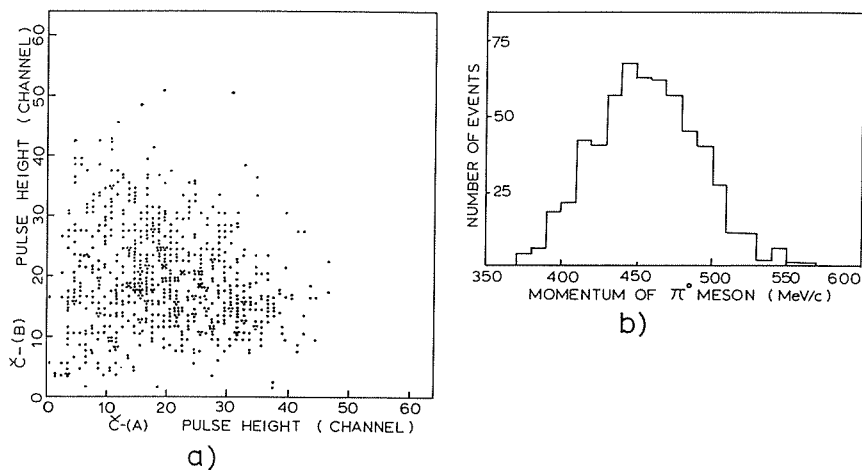 PULSE HEIGHT (CHANNEL)
Č-(B)
60
50
40
30
20
10
0
0 10 20 30 40 50 60
Č-(A) PULSE HEIGHT (CHANNEL)
a)
NUMBER OF EVENTS
75
50
25
350 400 450 500 550 600
MOMENTUM OF π° MESON (MeV/c)
b)